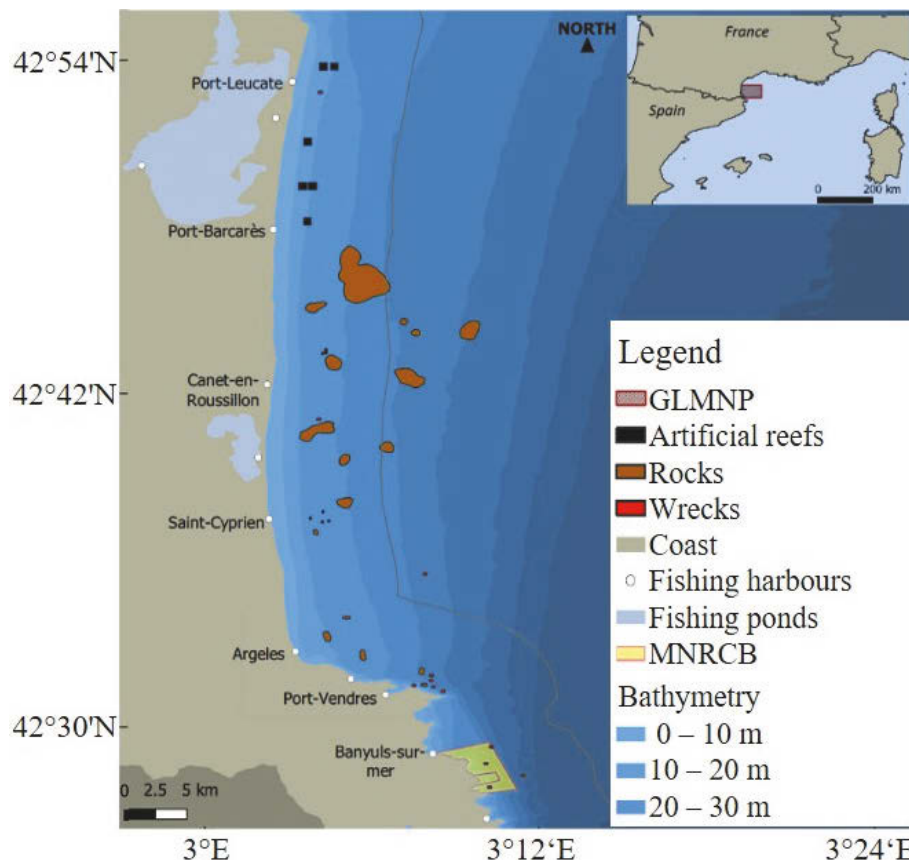 42°54'N
NORTH
France
Spain
0 200 km
Port-Leucate
Port-Barcarès
42°42'N
Canet-en-
Roussillon
Saint-Cyprien
Argeles
Port-Vendres
42°30'N
Banyuls-sur-
mer
0 2.5 5 km
3°E
3°12‘E
3°24‘E
Legend
GLMNP
Artificial reefs
Rocks
Wrecks
Coast
Fishing harbours
Fishing ponds
MNRCB
Bathymetry
0 – 10 m
10 – 20 m
20 – 30 m